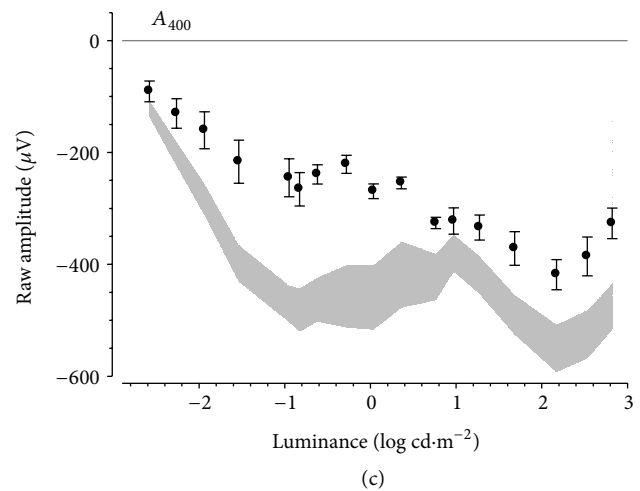 A₄₀₀
0
−200
−400
−600
Raw amplitude (μV)
−2 −1 0 1 2 3
Luminance (log cd·m⁻²)
(c)